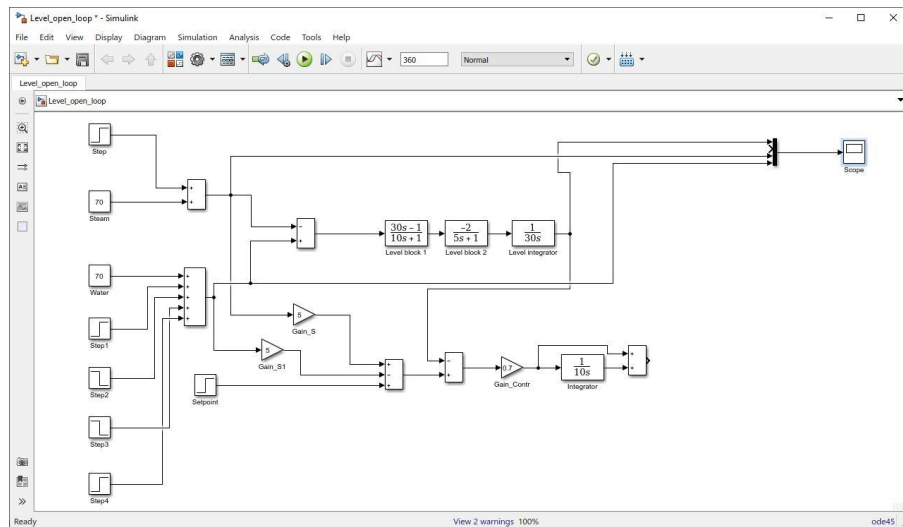 Level_open_loop * - Simulink
File Edit View Display Diagram Simulation Analysis Code Tools Help
360 Normal
Level_open_loop
Level_open_loop
Step
Scope
70
Steam
30s − 1
10s + 1
Level block 1
−2
5s + 1
Level block 2
1
30s
Level integrator
70
Water
Step1
5
Gain_S
5
Gain_S1
Step2
Setpoint
0.7
Gain_Contr
1
10s
Integrator
Step3
Step4
Ready View 2 warnings 100% ode45